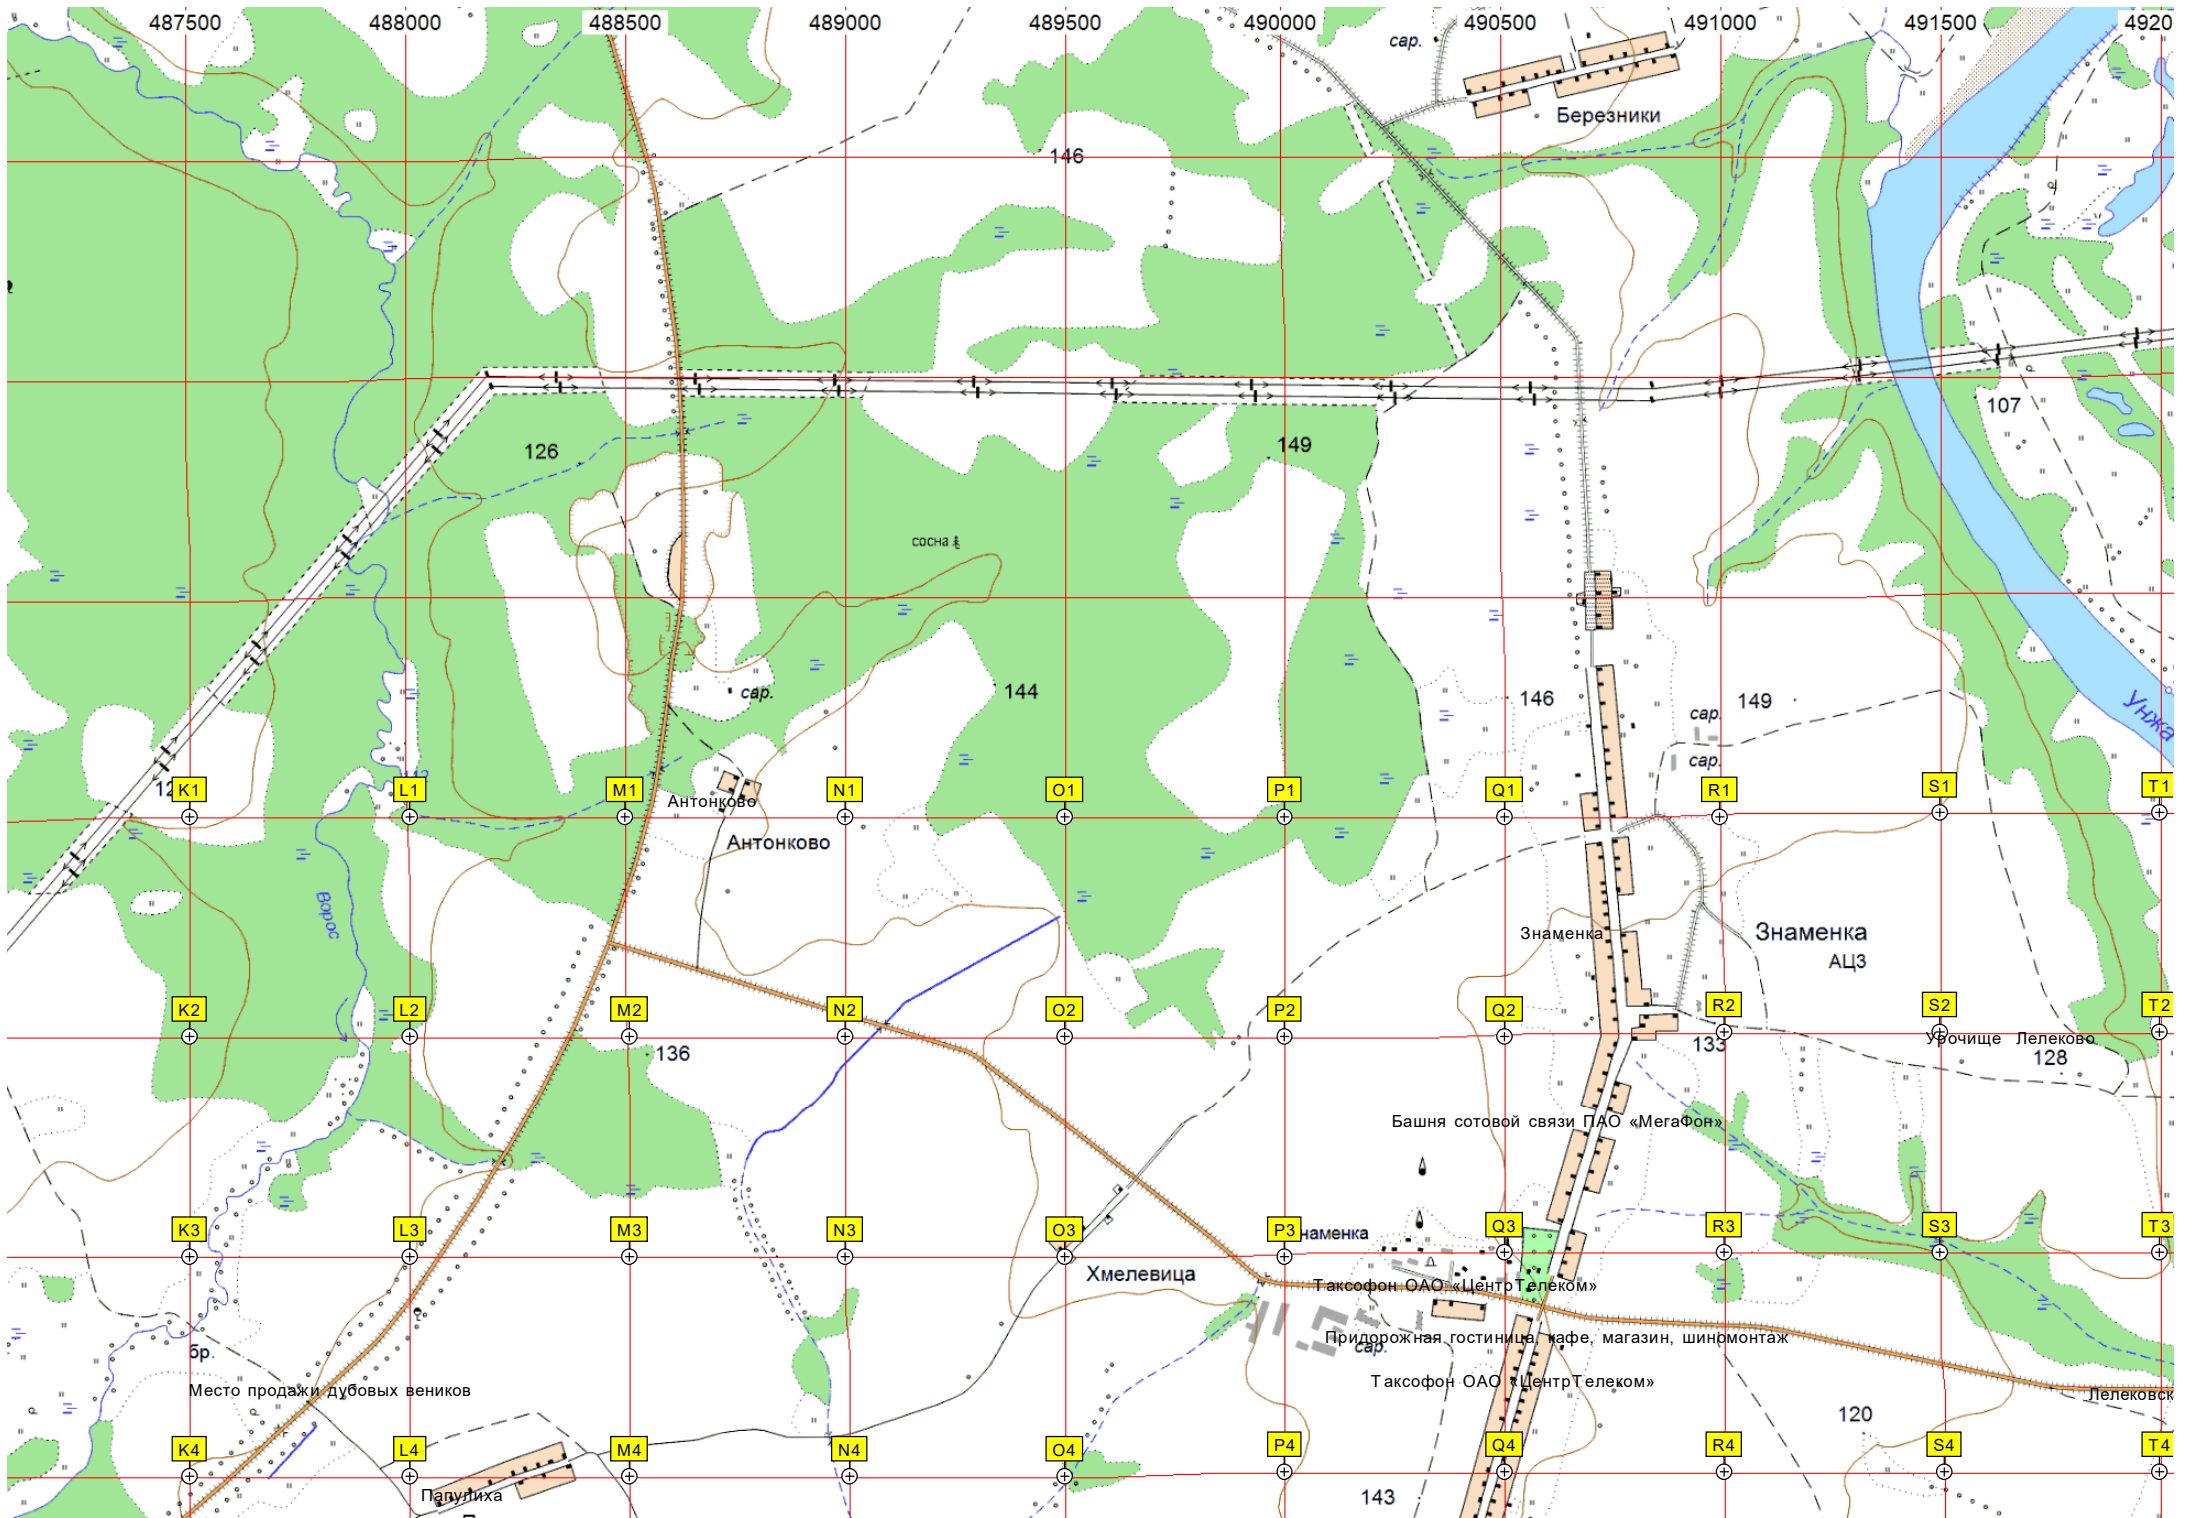 487500 488000 488500 489000 489500 490000 490500 491000 491500 4920
сар.
Березники
146
107
126
149
сосна
144
сар.
146
сар.
149
сар.
Унжа
K1 L1 M1 N1 O1 P1 Q1 R1 S1 T1
Антонково
Антонково
Ворос
Знаменка
Знаменка
АЦЗ
K2 L2 M2 N2 O2 P2 Q2 R2 S2 T2
Урочище Лелеково
136
133
128
Башня сотовой связи ПАО «МегаФон»
K3 L3 M3 N3 O3 P3 Q3 R3 S3 T3
наменка
Хмелевица
Таксофон ОАО «ЦентрТелеком»
Придорожная гостиница, кафе, магазин, шиномонтаж
сар.
бр.
Таксофон ОАО «ЦентрТелеком»
Место продажи дубовых веников
Лелековск
120
K4 L4 M4 N4 O4 P4 Q4 R4 S4 T4
Папулиха
143